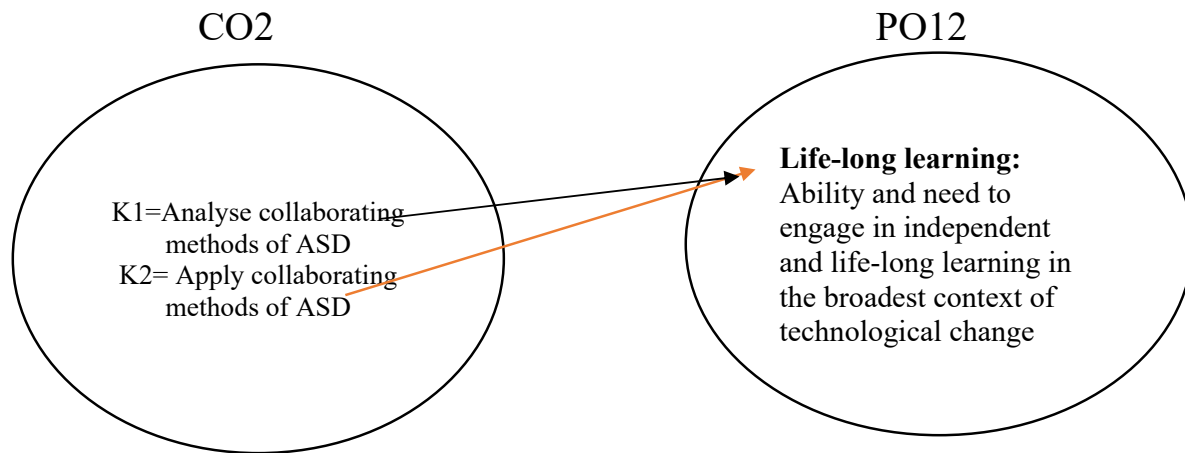 CO2
PO12
K1=Analyse collaborating
methods of ASD
K2= Apply collaborating
methods of ASD
Life-long learning:
Ability and need to
engage in independent
and life-long learning in
the broadest context of
technological change